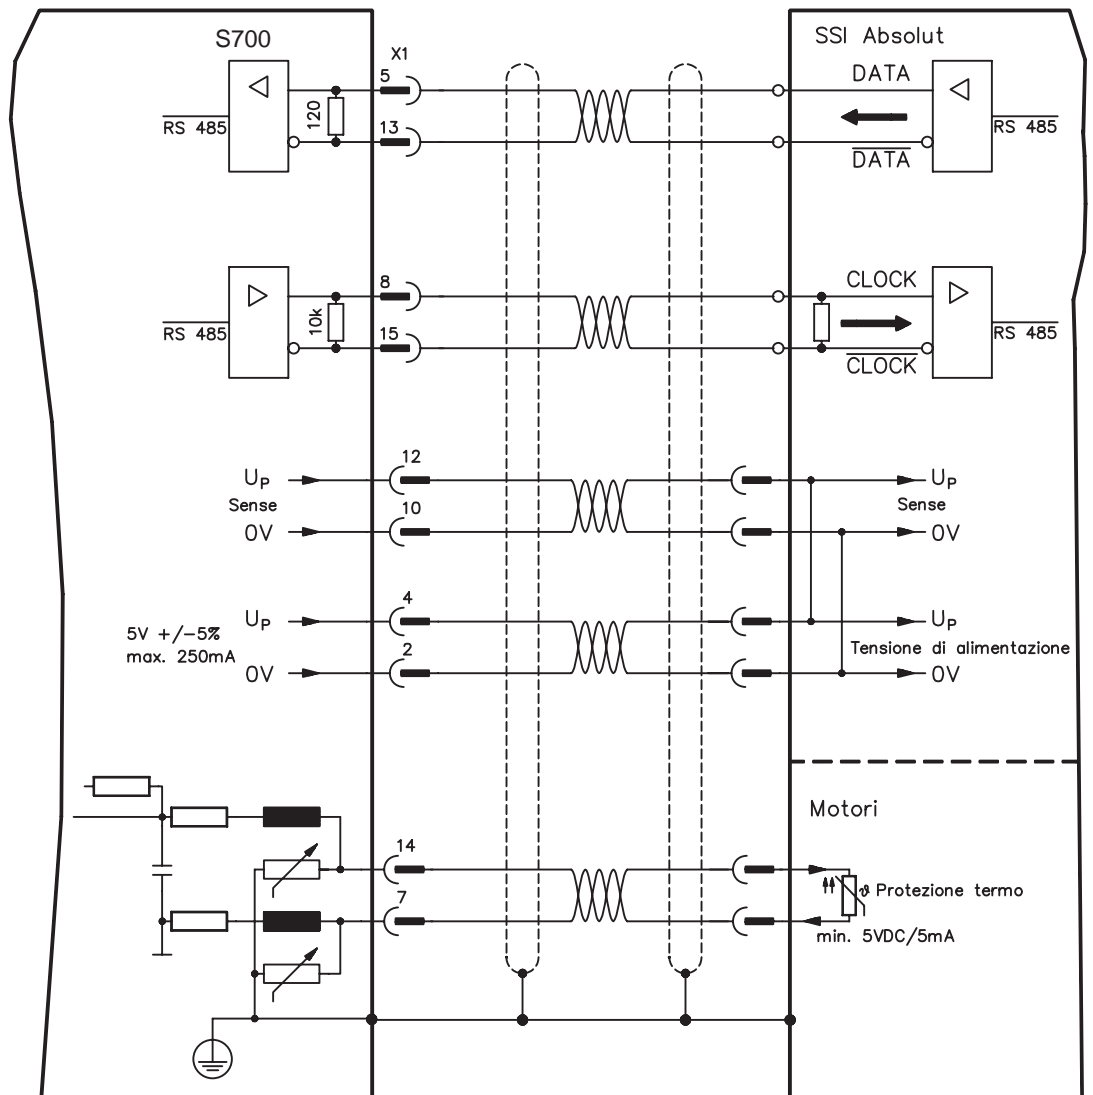 S700
SSI Absolut
X1
5
DATA
120
RS 485
RS 485
13
DATA
8
CLOCK
10k
RS 485
RS 485
15
CLOCK
12
UP
UP
Sense
Sense
10
0V
0V
4
UP
UP
5V +/-5%
max. 250mA
Tensione di alimentazione
2
0V
0V
Motori
14
7
ϑ Protezione termo
min. 5VDC/5mA